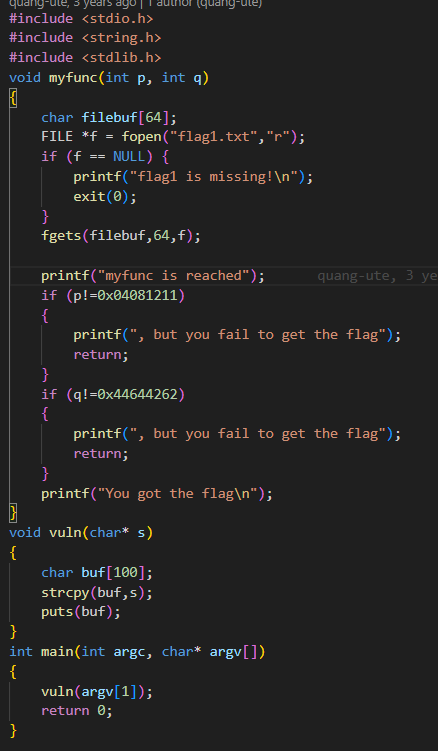 quang-ute, 3 years ago | 1 author (quang-ute)
#include <stdio.h>
#include <string.h>
#include <stdlib.h>
void myfunc(int p, int q)
{
    char filebuf[64];
    FILE *f = fopen("flag1.txt","r");
    if (f == NULL) {
        printf("flag1 is missing!\n");
        exit(0);
    }
    fgets(filebuf,64,f);

    printf("myfunc is reached");      quang-ute, 3 ye
    if (p!=0x04081211)
    {
        printf(", but you fail to get the flag");
        return;
    }
    if (q!=0x44644262)
    {
        printf(", but you fail to get the flag");
        return;
    }
    printf("You got the flag\n");
}
void vuln(char* s)
{
    char buf[100];
    strcpy(buf,s);
    puts(buf);
}
int main(int argc, char* argv[])
{
    vuln(argv[1]);
    return 0;
}